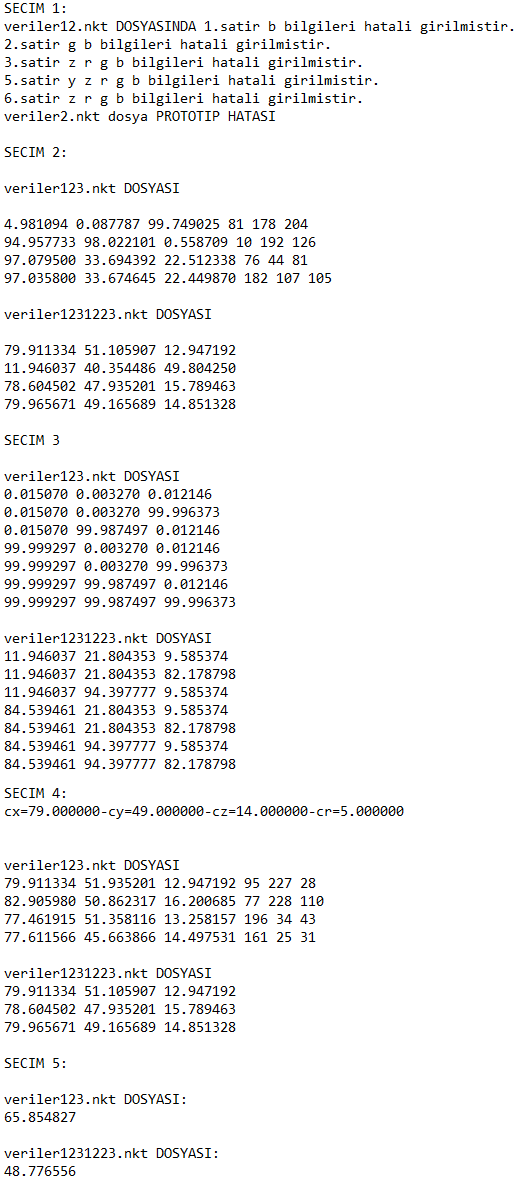 SECIM 1:
veriler12.nkt DOSYASINDA 1.satir b bilgileri hatali girilmistir.
2.satir g b bilgileri hatali girilmistir.
3.satir z r g b bilgileri hatali girilmistir.
5.satir y z r g b bilgileri hatali girilmistir.
6.satir z r g b bilgileri hatali girilmistir.
veriler2.nkt dosya PROTOTIP HATASI
SECIM 2:
veriler123.nkt DOSYASI
4.981094 0.087787 99.749025 81 178 204
94.957733 98.022101 0.558709 10 192 126
97.079500 33.694392 22.512338 76 44 81
97.035800 33.674645 22.449870 182 107 105
veriler1231223.nkt DOSYASI
79.911334 51.105907 12.947192
11.946037 40.354486 49.804250
78.604502 47.935201 15.789463
79.965671 49.165689 14.851328
SECIM 3
veriler123.nkt DOSYASI
0.015070 0.003270 0.012146
0.015070 0.003270 99.996373
0.015070 99.987497 0.012146
99.999297 0.003270 0.012146
99.999297 0.003270 99.996373
99.999297 99.987497 0.012146
99.999297 99.987497 99.996373
veriler1231223.nkt DOSYASI
11.946037 21.804353 9.585374
11.946037 21.804353 82.178798
11.946037 94.397777 9.585374
84.539461 21.804353 9.585374
84.539461 21.804353 82.178798
84.539461 94.397777 9.585374
84.539461 94.397777 82.178798
SECIM 4:
cx=79.000000-cy=49.000000-cz=14.000000-cr=5.000000
veriler123.nkt DOSYASI
79.911334 51.935201 12.947192 95 227 28
82.905980 50.862317 16.200685 77 228 110
77.461915 51.358116 13.258157 196 34 43
77.611566 45.663866 14.497531 161 25 31
veriler1231223.nkt DOSYASI
79.911334 51.105907 12.947192
78.604502 47.935201 15.789463
79.965671 49.165689 14.851328
SECIM 5:
veriler123.nkt DOSYASI:
65.854827
veriler1231223.nkt DOSYASI:
48.776556